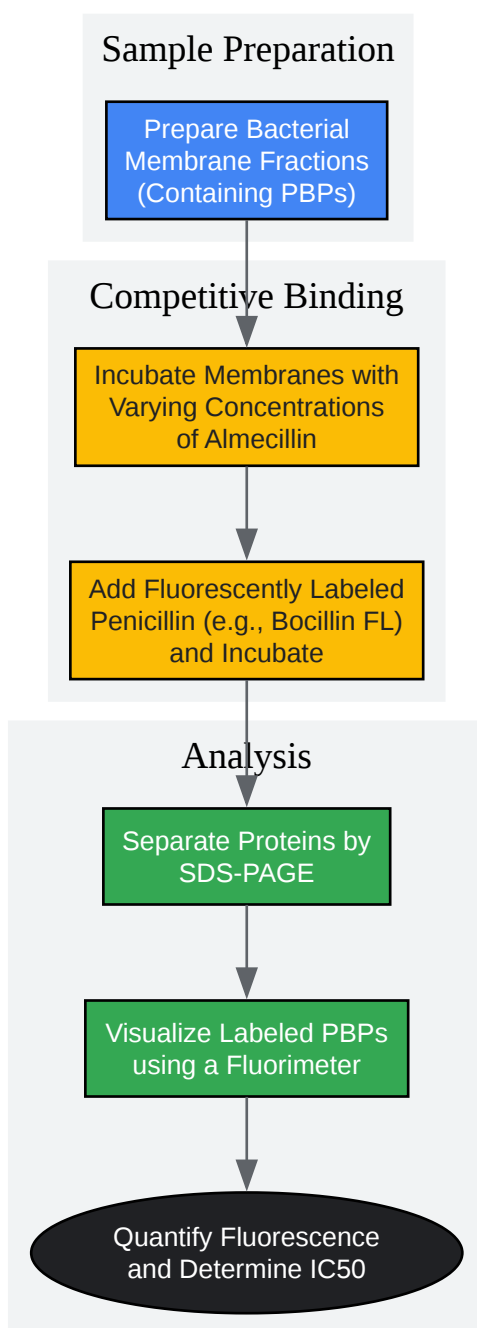 Sample Preparation
Prepare Bacterial
Membrane Fractions
(Containing PBPs)
Competitive Binding
Incubate Membranes with
Varying Concentrations
of Almecillin
Add Fluorescently Labeled
Penicillin (e.g., Bocillin FL)
and Incubate
Analysis
Separate Proteins by
SDS-PAGE
Visualize Labeled PBPs
using a Fluorimeter
Quantify Fluorescence
and Determine IC50